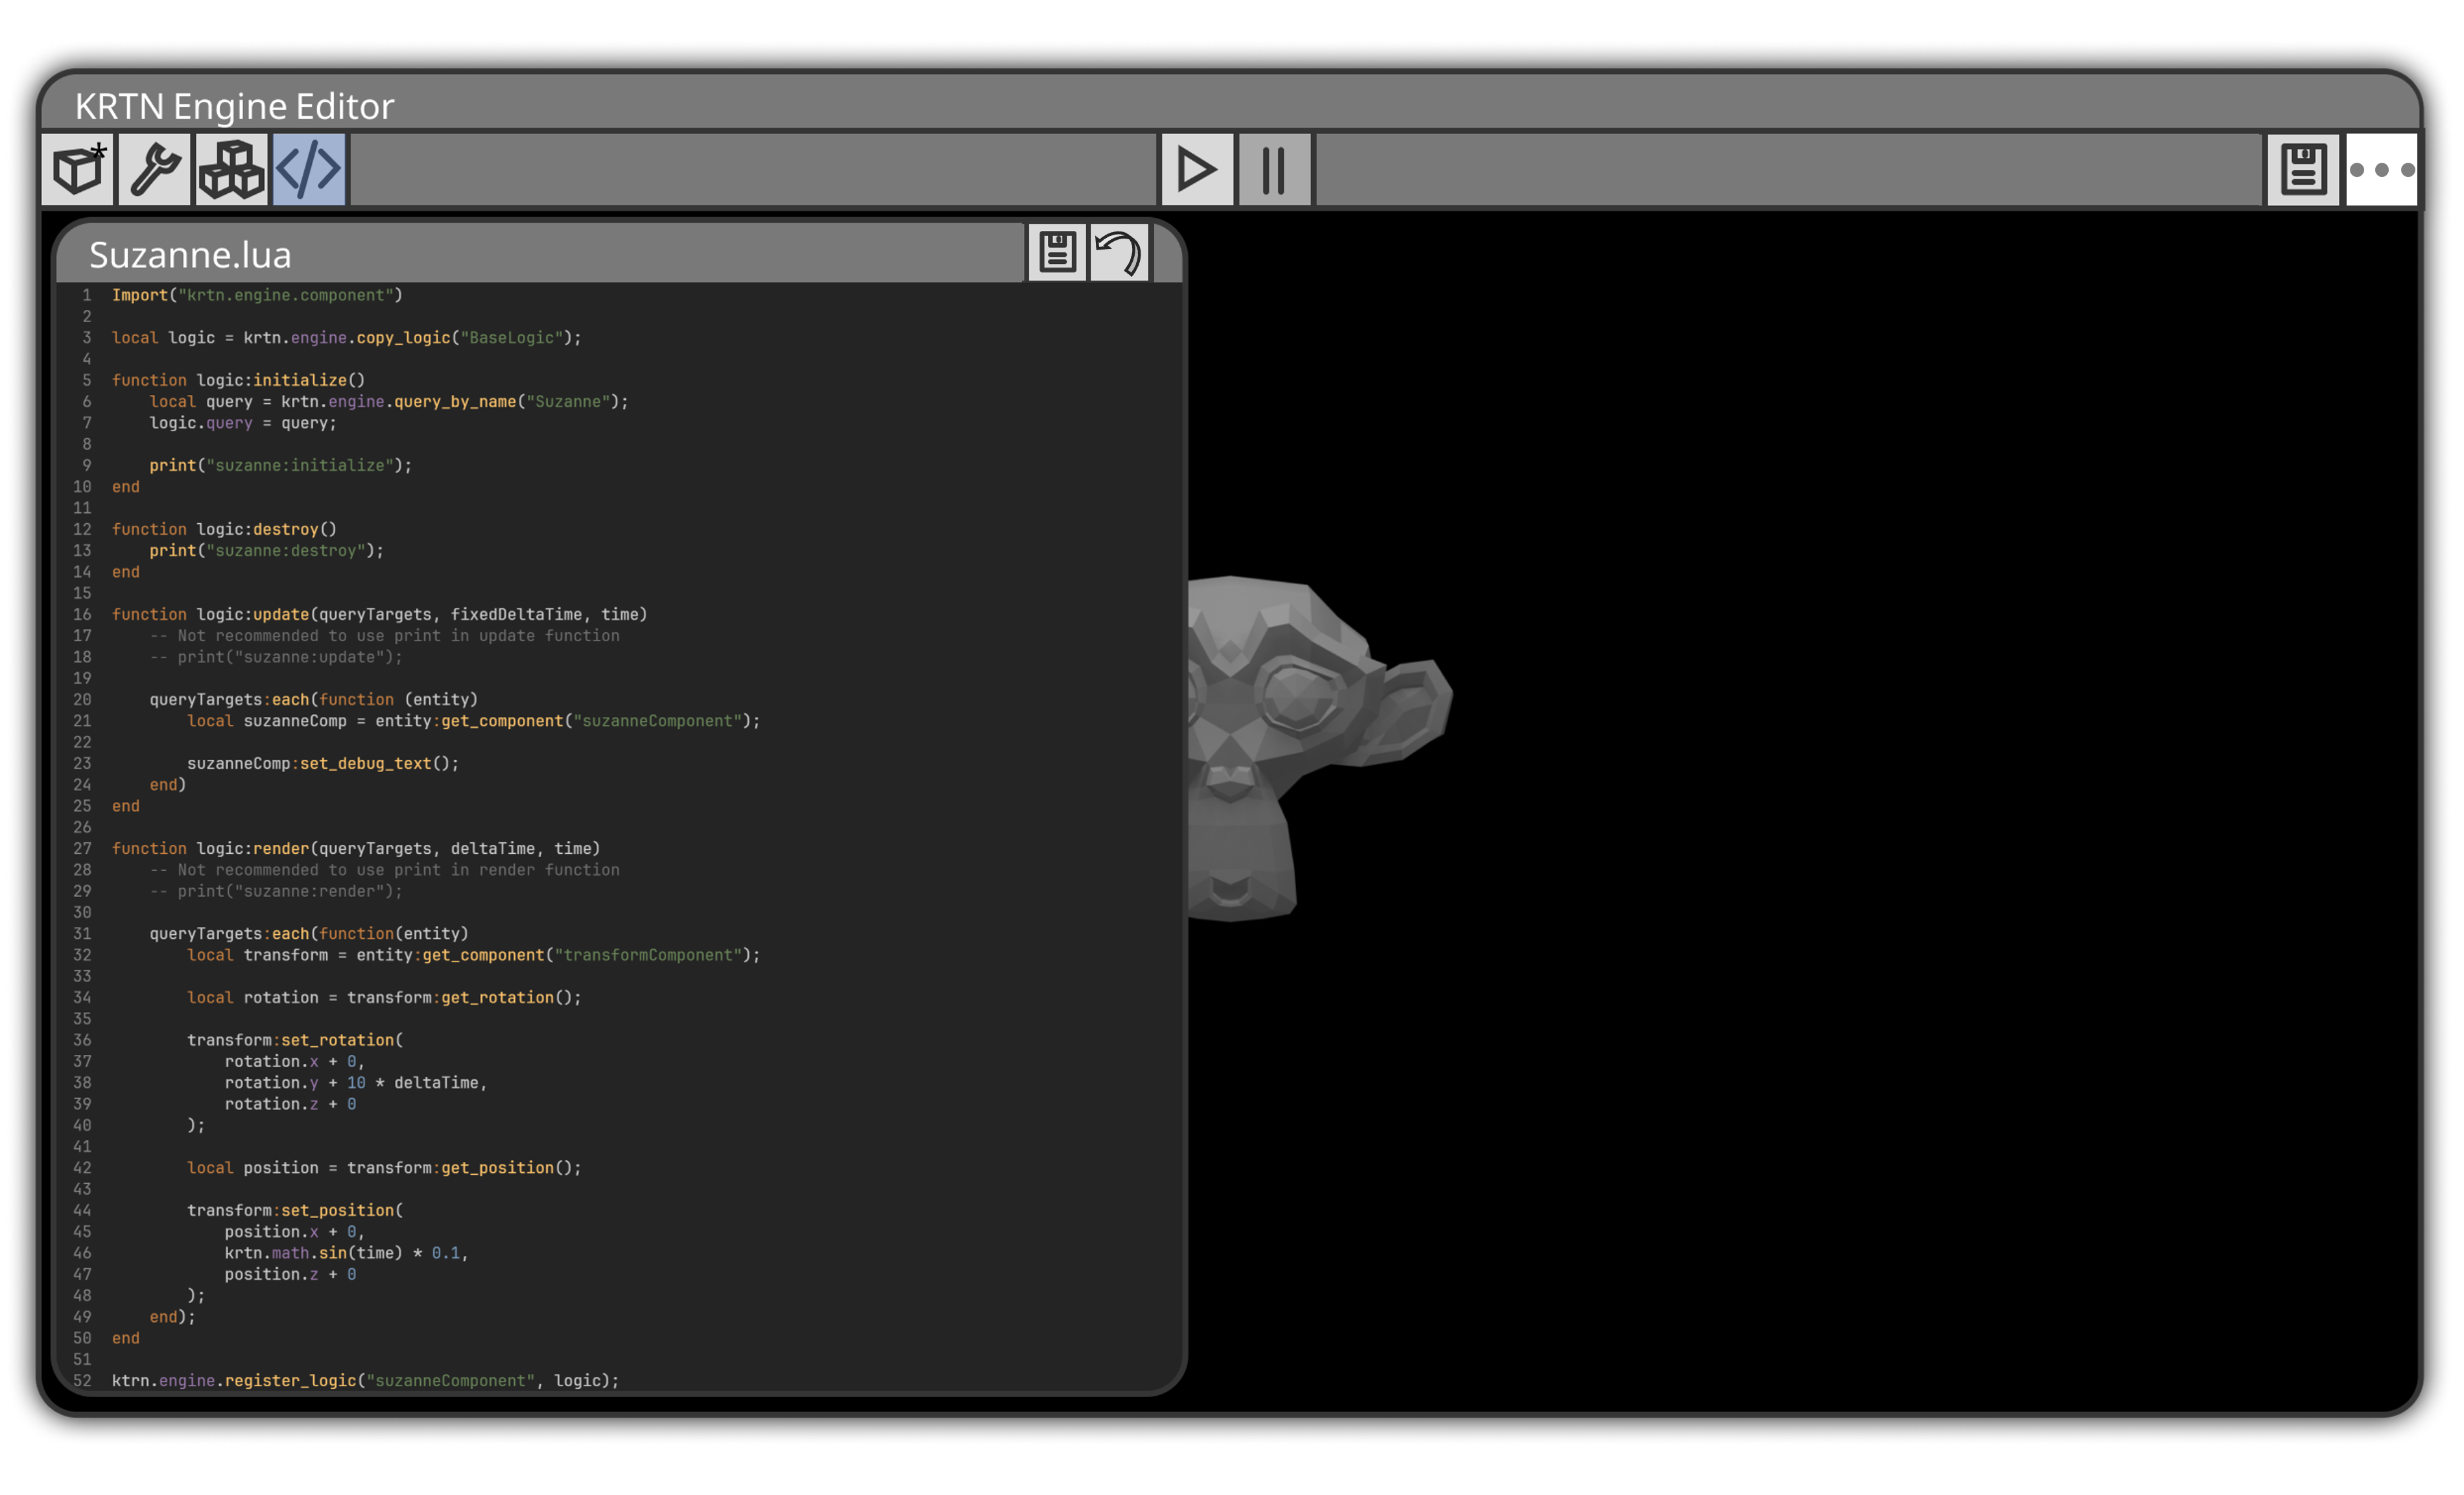 KRTN Engine Editor
*
Suzanne.lua
1 Import("krtn.engine.component")
2
3 local logic = krtn.engine.copy_logic("BaseLogic");
4
5 function logic:initialize()
6     local query = krtn.engine.query_by_name("Suzanne");
7     logic.query = query;
8
9     print("suzanne:initialize");
10 end
11
12 function logic:destroy()
13     print("suzanne:destroy");
14 end
15
16 function logic:update(queryTargets, fixedDeltaTime, time)
17     -- Not recommended to use print in update function
18     -- print("suzanne:update");
19
20     queryTargets:each(function (entity)
21         local suzanneComp = entity:get_component("suzanneComponent");
22
23         suzanneComp:set_debug_text();
24     end)
25 end
26
27 function logic:render(queryTargets, deltaTime, time)
28     -- Not recommended to use print in render function
29     -- print("suzanne:render");
30
31     queryTargets:each(function(entity)
32         local transform = entity:get_component("transformComponent");
33
34         local rotation = transform:get_rotation();
35
36         transform:set_rotation(
37             rotation.x + 0,
38             rotation.y + 10 * deltaTime,
39             rotation.z + 0
40         );
41
42         local position = transform:get_position();
43
44         transform:set_position(
45             position.x + 0,
46             krtn.math.sin(time) * 0.1,
47             position.z + 0
48         );
49     end);
50 end
51
52 ktrn.engine.register_logic("suzanneComponent", logic);